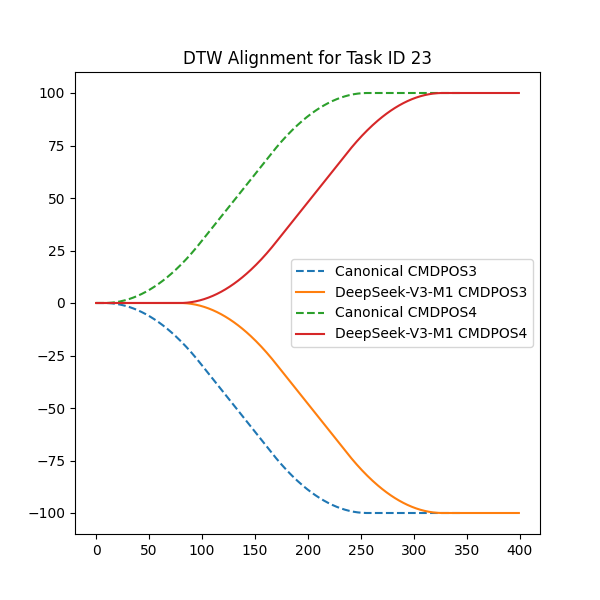 DTW Alignment for Task ID 23
100
75
50
25
0
−25
−50
−75
−100
Canonical CMDPOS3
DeepSeek-V3-M1 CMDPOS3
Canonical CMDPOS4
DeepSeek-V3-M1 CMDPOS4
0 50 100 150 200 250 300 350 400